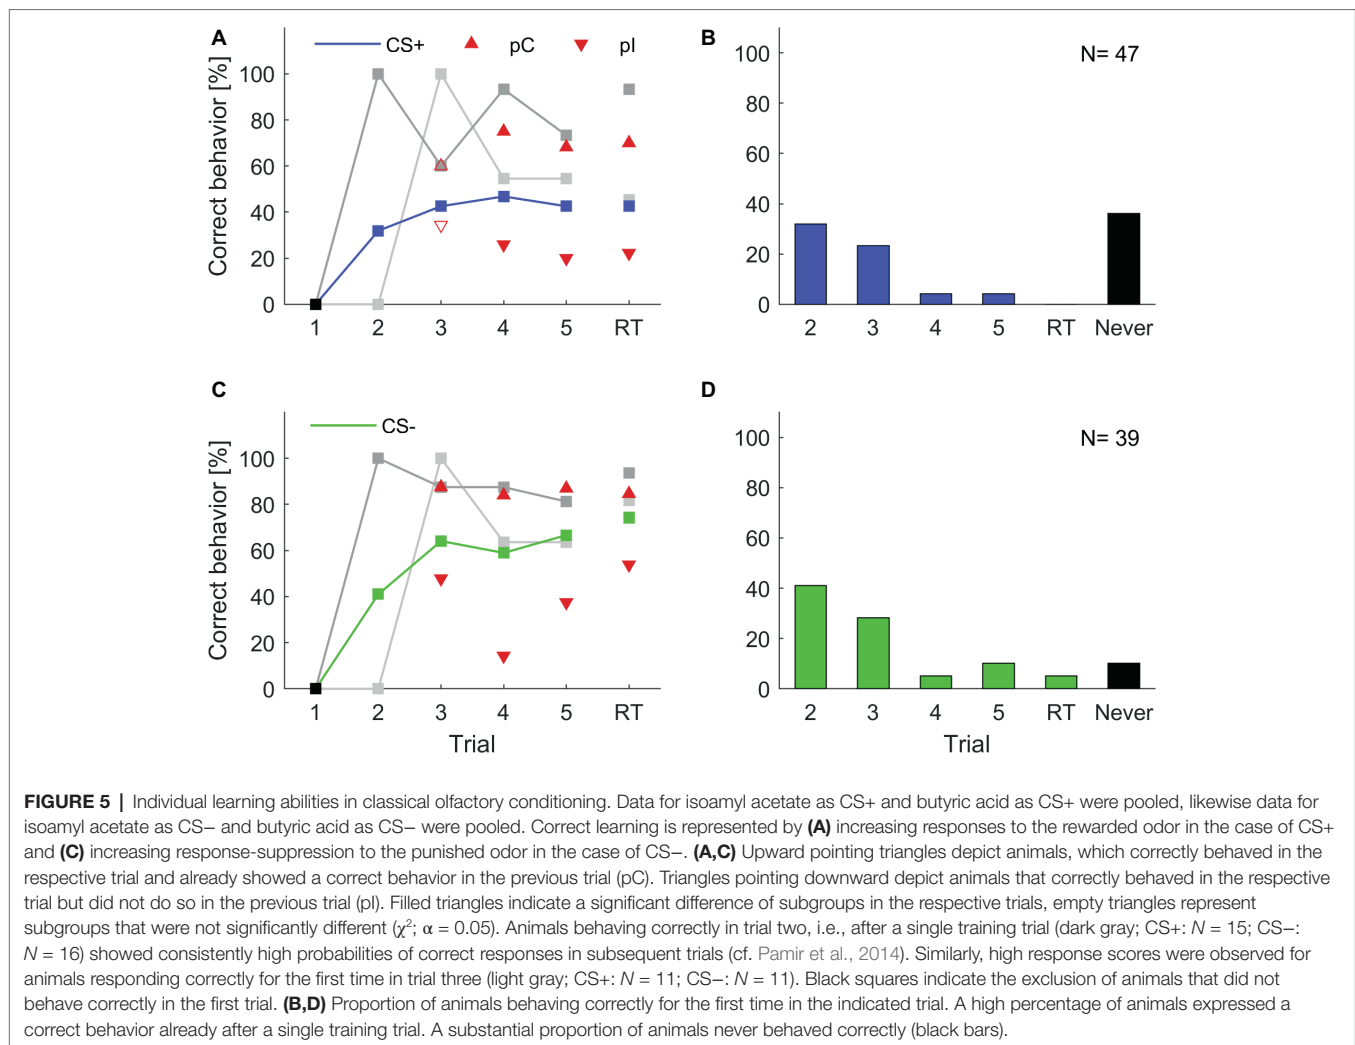 A
CS+
pC
pI
Correct behavior [%]
100
80
60
40
20
0
1 2 3 4 5 RT
B
N= 47
100
80
60
40
20
0
2 3 4 5 RT Never
C
CS-
Correct behavior [%]
100
80
60
40
20
0
1 2 3 4 5 RT
Trial
D
N= 39
100
80
60
40
20
0
2 3 4 5 RT Never
Trial
FIGURE 5 | Individual learning abilities in classical olfactory conditioning. Data for isoamyl acetate as CS+ and butyric acid as CS+ were pooled, likewise data for
isoamyl acetate as CS− and butyric acid as CS− were pooled. Correct learning is represented by (A) increasing responses to the rewarded odor in the case of CS+
and (C) increasing response-suppression to the punished odor in the case of CS−. (A,C) Upward pointing triangles depict animals, which correctly behaved in the
respective trial and already showed a correct behavior in the previous trial (pC). Triangles pointing downward depict animals that correctly behaved in the respective
trial but did not do so in the previous trial (pI). Filled triangles indicate a significant difference of subgroups in the respective trials, empty triangles represent
subgroups that were not significantly different (χ²; α = 0.05). Animals behaving correctly in trial two, i.e., after a single training trial (dark gray; CS+: N = 15; CS−:
N = 16) showed consistently high probabilities of correct responses in subsequent trials (cf. Pamir et al., 2014). Similarly, high response scores were observed for
animals responding correctly for the first time in trial three (light gray; CS+: N = 11; CS−: N = 11). Black squares indicate the exclusion of animals that did not
behave correctly in the first trial. (B,D) Proportion of animals behaving correctly for the first time in the indicated trial. A high percentage of animals expressed a
correct behavior already after a single training trial. A substantial proportion of animals never behaved correctly (black bars).